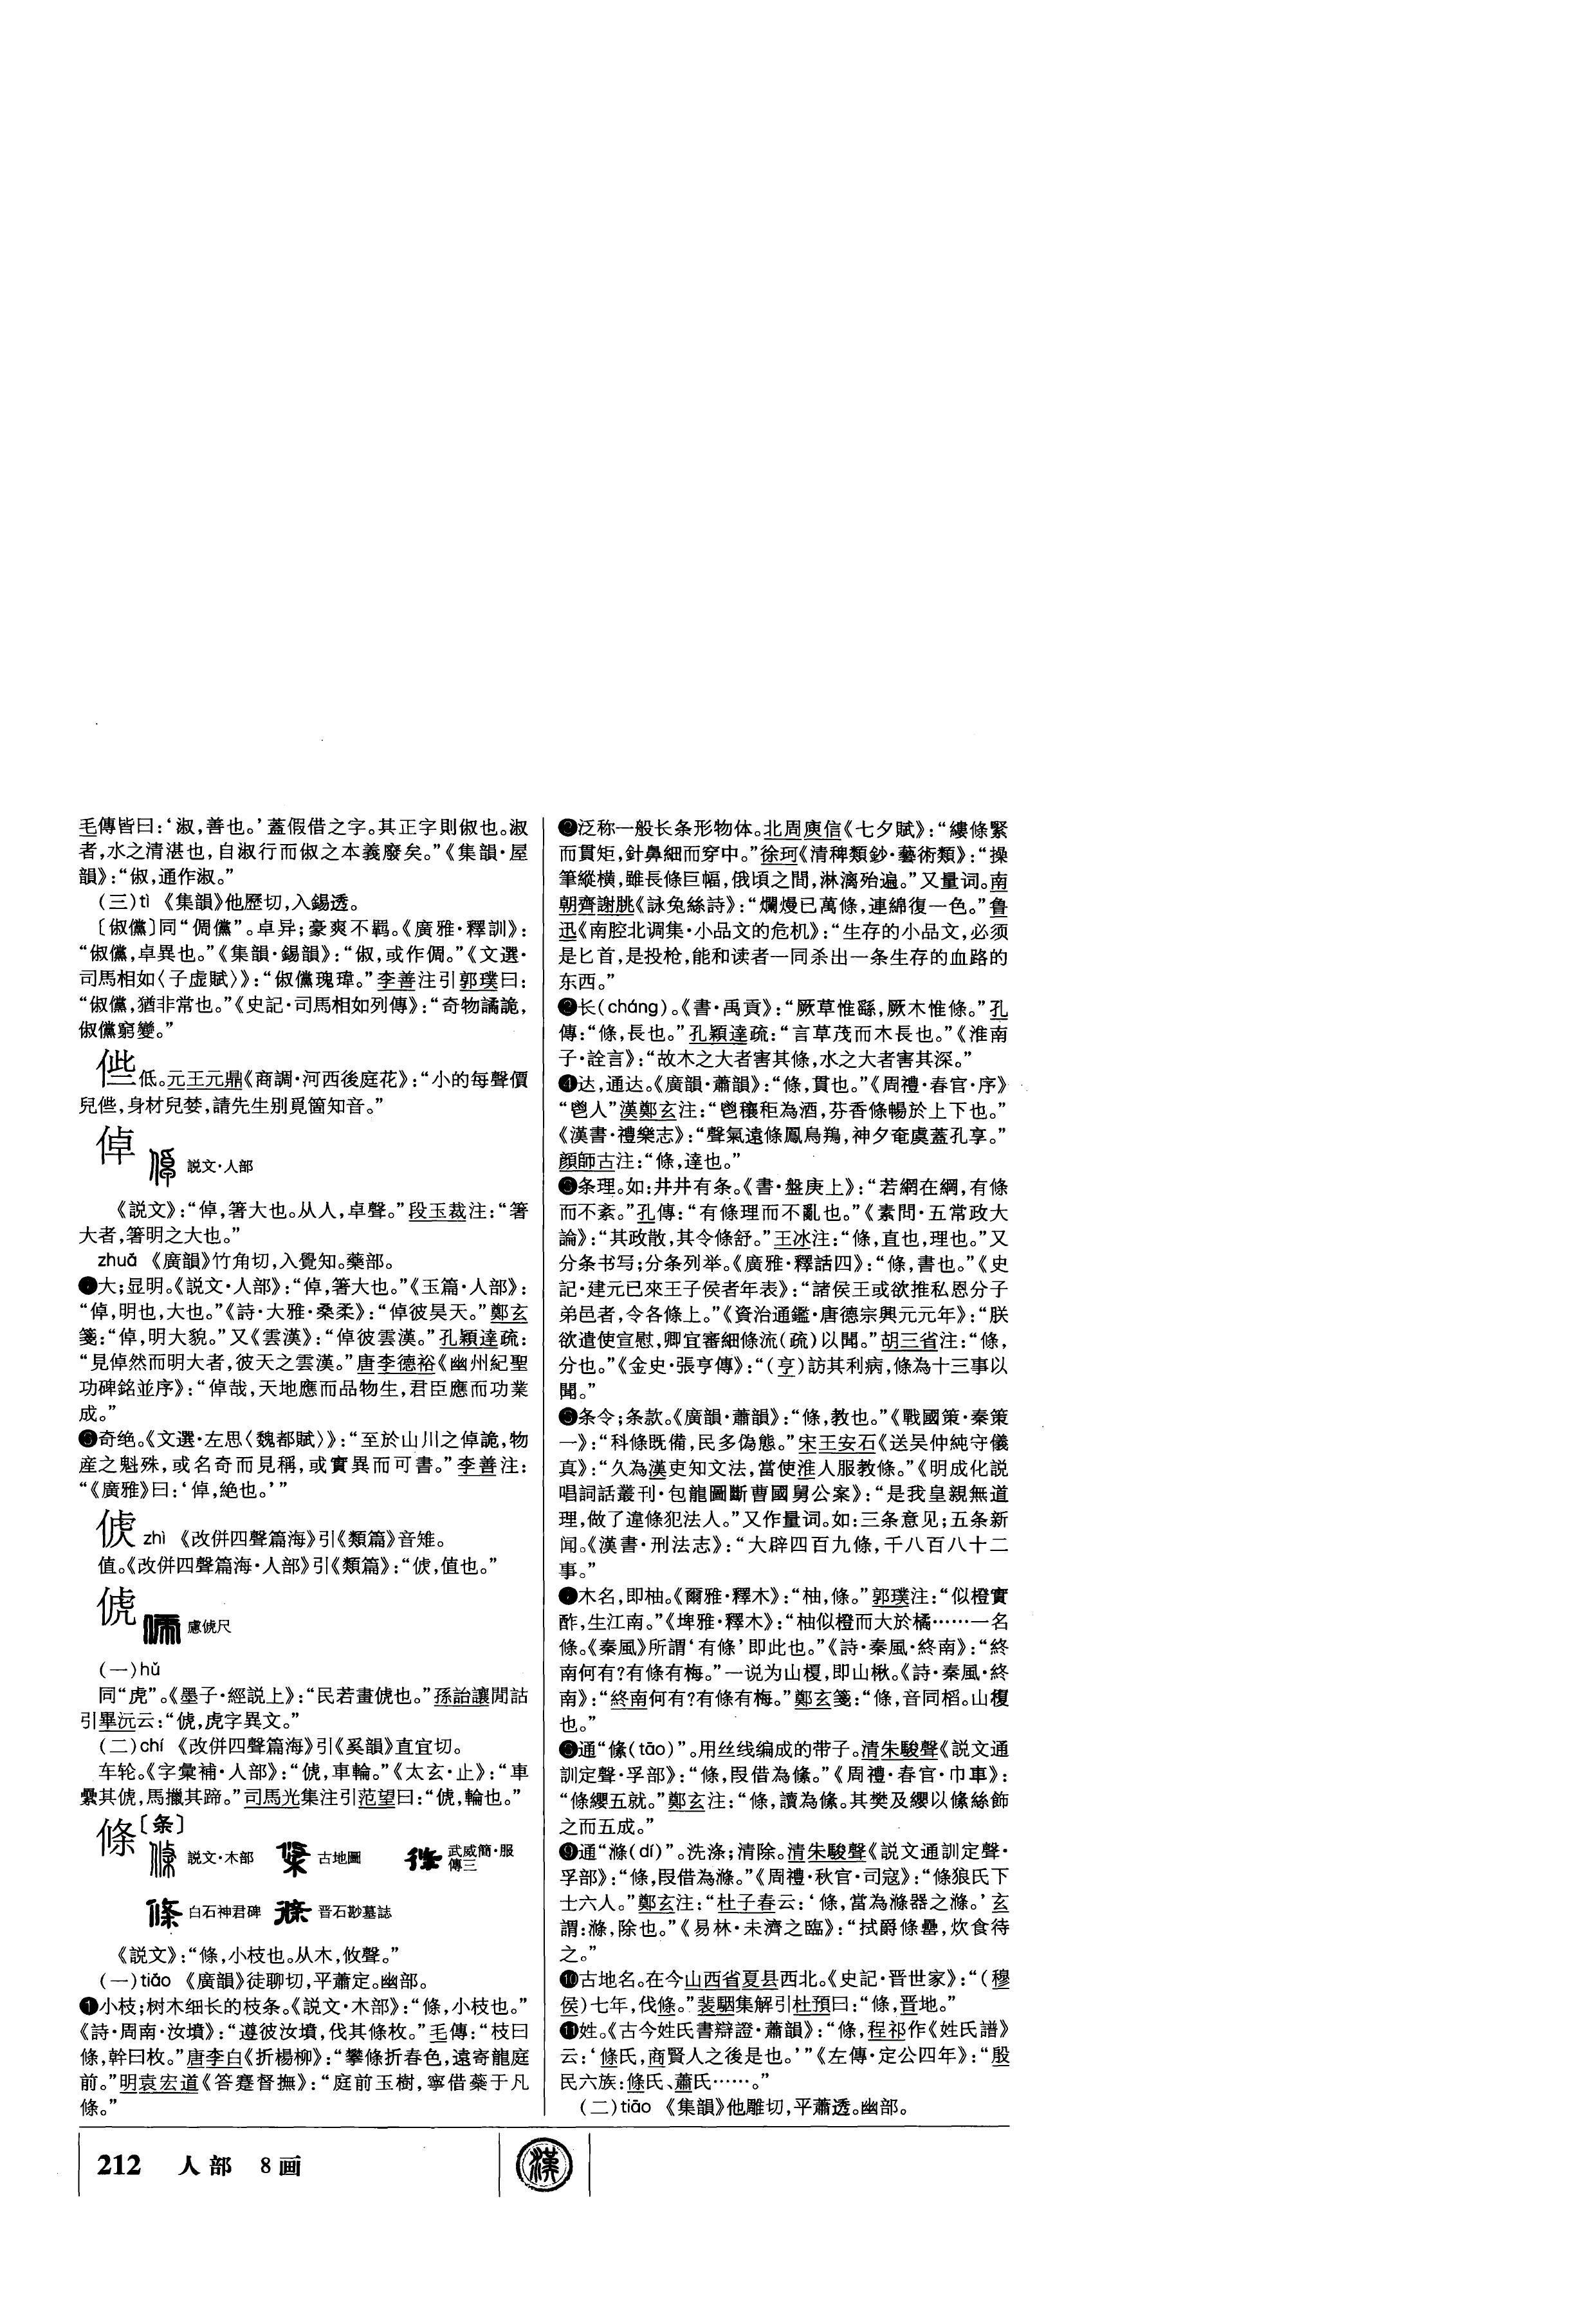 毛傳皆曰：‘淑，善也。’蓋假借之字。其正字則俶也。淑
者，水之清湛也，自淑行而俶之本義廢矣。”《集韻·屋
韻》：“俶，通作淑。”
（三）tì 《集韻》他歷切，入錫透。
〔俶儻〕同“倜儻”。卓异；豪爽不羁。《廣雅·釋訓》：
“俶儻，卓異也。”《集韻·錫韻》：“俶，或作倜。”《文選·
司馬相如〈子虚賦〉》：“俶儻瑰瑋。”李善注引郭璞曰：
“俶儻，猶非常也。”《史記·司馬相如列傳》：“奇物譎詭，
俶儻窮變。”
低。元王元鼎《商調·河西後庭花》：“小的每聲價
兒，身材兒婪，請先生别覓箇知音。”
倬 説文·人部
《説文》：“倬，箸大也。从人，卓聲。”段玉裁注：“箸
大者，箸明之大也。”
zhuō 《廣韻》竹角切，入覺知。藥部。
❶大；显明。《説文·人部》：“倬，箸大也。”《玉篇·人部》：
“倬，明也，大也。”《詩·大雅·桑柔》：“倬彼昊天。”鄭玄
箋：“倬，明大貌。”又《雲漢》：“倬彼雲漢。”孔穎達疏：
“見倬然而明大者，彼天之雲漢。”唐李德裕《幽州紀聖
功碑銘並序》：“倬哉，天地應而品物生，君臣應而功業
成。”
奇绝。《文選·左思〈魏都賦〉》：“至於山川之倬詭，物
産之魁殊，或名奇而見稱，或實異而可書。”李善注：
“《廣雅》曰：‘倬，絶也。’”
zhì 《改併四聲篇海》引《類篇》音雉。
值。《改併四聲篇海·人部》引《類篇》：“，值也。”
俿 慮俿尺
（一）hǔ
同“虎”。《墨子·經説上》：“民若畫俿也。”孫詒讓閒詁
引畢沅云：“俿，虎字異文。”
（二）chí 《改併四聲篇海》引《奚韻》直宜切。
车轮。《字彙補·人部》：“俿，車輪。”《太玄·止》：“車
纍其俿，馬擸其蹄。”司馬光集注引范望曰：“俿，輪也。”
條〔条〕
説文·木部 古地圖 武威簡·服傳三
白石神君碑 晋石尠墓誌
《説文》：“條，小枝也。从木，攸聲。”
（一）tiáo 《廣韻》徒聊切，平蕭定。幽部。
❶小枝；树木细长的枝条。《説文·木部》：“條，小枝也。”
《詩·周南·汝墳》：“遵彼汝墳，伐其條枚。”毛傳：“枝曰
條，幹曰枚。”唐李白《折楊柳》：“攀條折春色，遠寄龍庭
前。”明袁宏道《答蹇督撫》：“庭前玉樹，寧借蘂于凡
條。”
❷泛称一般长条形物体。北周庾信《七夕賦》：“縷條緊
而貫矩，針鼻細而穿中。”徐珂《清稗類鈔·藝術類》：“操
筆縱横，雖長條巨幅，俄頃之間，淋漓殆遍。”又量词。南
朝齊謝朓《詠兔絲詩》：“爛熳已萬條，連綿復一色。”鲁
迅《南腔北调集·小品文的危机》：“生存的小品文，必须
是匕首，是投枪，能和读者一同杀出一条生存的血路的
东西。”
长（cháng）。《書·禹貢》：“厥草惟繇，厥木惟條。”孔
傳：“條，長也。”孔穎達疏：“言草茂而木長也。”《淮南
子·詮言》：“故木之大者害其條，水之大者害其深。”
❹达，通达。《廣韻·蕭韻》：“條，貫也。”《周禮·春官·序》
“鬯人”漢鄭玄注：“鬯穰秬為酒，芬香條暢於上下也。”
《漢書·禮樂志》：“聲氣遠條鳳鳥鶈，神夕奄虞蓋孔享。”
顔師古注：“條，達也。”
条理。如：井井有条。《書·盤庚上》：“若網在綱，有條
而不紊。”孔傳：“有條理而不亂也。”《素問·五常政大
論》：“其政散，其令條舒。”王冰注：“條，直也，理也。”又
分条书写；分条列举。《廣雅·釋詁四》：“條，書也。”《史
記·建元已來王子侯者年表》：“諸侯王或欲推私恩分子
弟邑者，令各條上。”《資治通鑑·唐德宗興元元年》：“朕
欲遣使宣慰，卿宜審細條流（疏）以聞。”胡三省注：“條，
分也。”《金史·張亨傳》：“（亨）訪其利病，條為十三事以
聞。”
条令；条款。《廣韻·蕭韻》：“條，教也。”《戰國策·秦策
一》：“科條既備，民多偽態。”宋王安石《送吴仲純守儀
真》：“久為漢吏知文法，當使淮人服教條。”《明成化説
唱詞話叢刊·包龍圖斷曹國舅公案》：“是我皇親無道
理，做了違條犯法人。”又作量词。如：三条意见；五条新
闻。《漢書·刑法志》：“大辟四百九條，千八百八十二
事。”
木名，即柚。《爾雅·釋木》：“柚，條。”郭璞注：“似橙實
酢，生江南。”《埤雅·釋木》：“柚似橙而大於橘……一名
條。《秦風》所謂‘有條’即此也。”《詩·秦風·終南》：“終
南何有？有條有梅。”一说为山榎，即山楸。《詩·秦風·終
南》：“終南何有？有條有梅。”鄭玄箋：“條，音同槄。山榎
也。”
通“絛（tāo）”。用丝线编成的带子。清朱駿聲《説文通
訓定聲·孚部》：“條，叚借為絛。”《周禮·春官·巾車》：
“條纓五就。”鄭玄注：“條，讀為絛。其樊及纓以絛絲飾
之而五成。”
❾通“滌（dí）”。洗涤；清除。清朱駿聲《説文通訓定聲·
孚部》：“條，叚借為滌。”《周禮·秋官·司寇》：“條狼氏下
士六人。”鄭玄注：“杜子春云：‘條，當為滌器之滌。’玄
謂：滌，除也。”《易林·未濟之臨》：“拭爵條罍，炊食待
之。”
❿古地名。在今山西省夏县西北。《史記·晋世家》：“（穆
侯）七年，伐條。”裴駰集解引杜預曰：“條，晋地。”
⓫姓。《古今姓氏書辯證·蕭韻》：“條，程祁作《姓氏譜》
云：‘條氏，商賢人之後是也。’”《左傳·定公四年》：“殷
民六族：條氏、蕭氏……。”
（二）tiāo 《集韻》他雕切，平蕭透。幽部。
212 人部 8画
漢